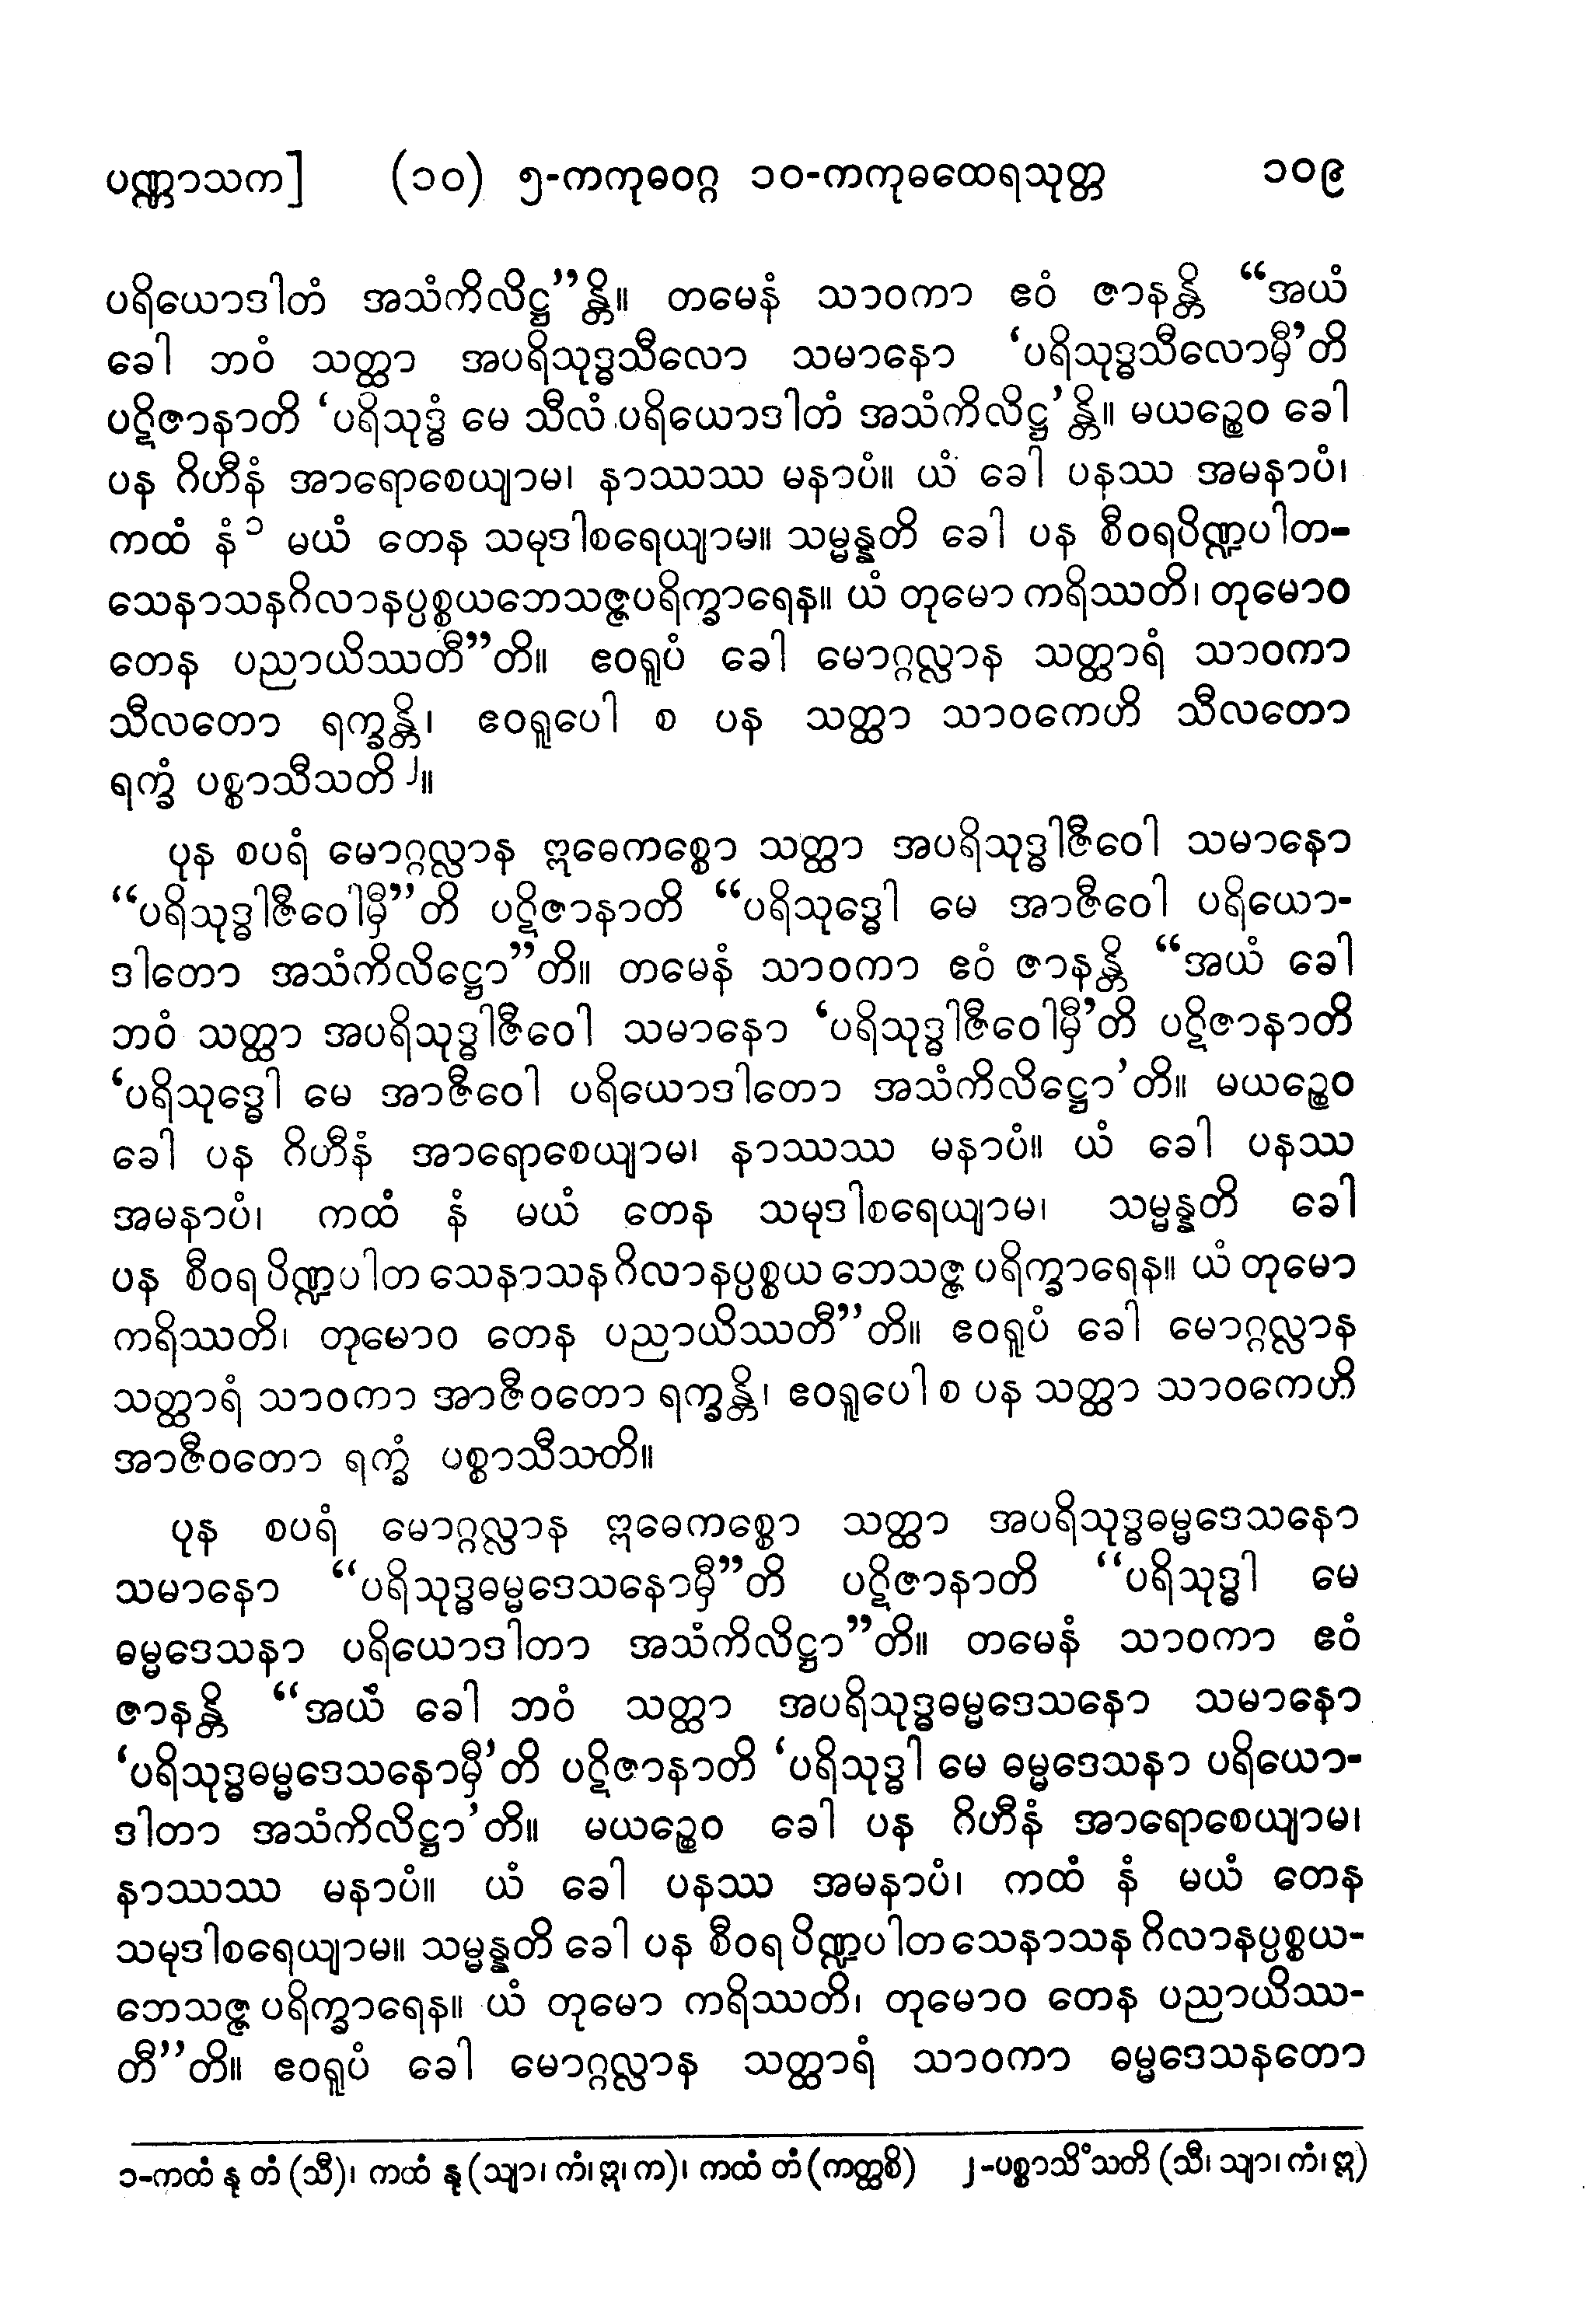 ပဏ္ဏာသက] (၁၀) ၅-ကကုဓဝဂ္ဂ ၁၀-ကကုဓထေရသုတ္တ ၁၀၉
ပရိယောဒါတံ အသံကိလိဋ္ဌ”န္တိ။ တမေနံ သာဝကာ ဧဝံ ဇာနန္တိ “အယံ
ခေါ ဘဝံ သတ္ထာ အပရိသုဒ္ဓသီလော သမာနော ‘ပရိသုဒ္ဓသီလောမှီ’တိ
ပဋိဇာနာတိ ‘ပရိသုဒ္ဓံ မေ သီလံ ပရိယောဒါတံ အသံကိလိဋ္ဌ’န္တိ။ မယဉ္စေဝ ခေါ
ပန ဂိဟီနံ အာရောစေယျာမ၊ နာဿဿ မနာပံ။ ယံ ခေါ ပနဿ အမနာပံ၊
ကထံ နံ၁ မယံ တေန သမုဒါစရေယျာမ။ သမ္မန္နတိ ခေါ ပန စီဝရပိဏ္ဍပါတ-
သေနာသနဂိလာနပ္ပစ္စယဘေသဇ္ဇပရိက္ခာရေန။ ယံ တုမော ကရိဿတိ၊ တုမောဝ
တေန ပညာယိဿတီ”တိ။ ဧဝရူပံ ခေါ မောဂ္ဂလ္လာန သတ္ထာရံ သာဝကာ
သီလတော ရက္ခန္တိ၊ ဧဝရူပေါ စ ပန သတ္ထာ သာဝကေဟိ သီလတော
ရက္ခံ ပစ္စာသီသတိ၂။
ပုန စပရံ မောဂ္ဂလ္လာန ဣဓေကစ္စော သတ္ထာ အပရိသုဒ္ဓါဇီဝေါ သမာနော
“ပရိသုဒ္ဓါဇီဝေါမှီ”တိ ပဋိဇာနာတိ “ပရိသုဒ္ဓေါ မေ အာဇီဝေါ ပရိယော-
ဒါတော အသံကိလိဋ္ဌော”တိ။ တမေနံ သာဝကာ ဧဝံ ဇာနန္တိ “အယံ ခေါ
ဘဝံ သတ္ထာ အပရိသုဒ္ဓါဇီဝေါ သမာနော ‘ပရိသုဒ္ဓါဇီဝေါမှီ’တိ ပဋိဇာနာတိ
‘ပရိသုဒ္ဓေါ မေ အာဇီဝေါ ပရိယောဒါတော အသံကိလိဋ္ဌော’တိ။ မယဉ္စေဝ
ခေါ ပန ဂိဟီနံ အာရောစေယျာမ၊ နာဿဿ မနာပံ။ ယံ ခေါ ပနဿ
အမနာပံ၊ ကထံ နံ မယံ တေန သမုဒါစရေယျာမ၊ သမ္မန္နတိ ခေါ
ပန စီဝရပိဏ္ဍပါတသေနာသနဂိလာနပ္ပစ္စယဘေသဇ္ဇပရိက္ခာရေန။ ယံ တုမော
ကရိဿတိ၊ တုမောဝ တေန ပညာယိဿတီ”တိ။ ဧဝရူပံ ခေါ မောဂ္ဂလ္လာန
သတ္ထာရံ သာဝကာ အာဇီဝတော ရက္ခန္တိ၊ ဧဝရူပေါ စ ပန သတ္ထာ သာဝကေဟိ
အာဇီဝတော ရက္ခံ ပစ္စာသီသတိ။
ပုန စပရံ မောဂ္ဂလ္လာန ဣဓေကစ္စော သတ္ထာ အပရိသုဒ္ဓဓမ္မဒေသနော
သမာနော “ပရိသုဒ္ဓဓမ္မဒေသနောမှီ”တိ ပဋိဇာနာတိ “ပရိသုဒ္ဓါ မေ
ဓမ္မဒေသနာ ပရိယောဒါတာ အသံကိလိဋ္ဌာ”တိ။ တမေနံ သာဝကာ ဧဝံ
ဇာနန္တိ “အယံ ခေါ ဘဝံ သတ္ထာ အပရိသုဒ္ဓဓမ္မဒေသနော သမာနော
‘ပရိသုဒ္ဓဓမ္မဒေသနောမှီ’တိ ပဋိဇာနာတိ ‘ပရိသုဒ္ဓါ မေ ဓမ္မဒေသနာ ပရိယော-
ဒါတာ အသံကိလိဋ္ဌာ’တိ။ မယဉ္စေဝ ခေါ ပန ဂိဟီနံ အာရောစေယျာမ၊
နာဿဿ မနာပံ။ ယံ ခေါ ပနဿ အမနာပံ၊ ကထံ နံ မယံ တေန
သမုဒါစရေယျာမ။ သမ္မန္နတိ ခေါ ပန စီဝရပိဏ္ဍပါတသေနာသနဂိလာနပ္ပစ္စယ-
ဘေသဇ္ဇပရိက္ခာရေန။ ယံ တုမော ကရိဿတိ၊ တုမောဝ တေန ပညာယိဿ-
တီ”တိ။ ဧဝရူပံ ခေါ မောဂ္ဂလ္လာန သတ္ထာရံ သာဝကာ ဓမ္မဒေသနတော
၁-ကထံ နု တံ (သီ)၊ ကထံ နု (သျာ၊ ကံ၊ ဣ၊ က)၊ ကထံ တံ (ကတ္ထစိ) ၂-ပစ္စာသိံသတိ (သီ၊ သျာ၊ ကံ၊ ဣ)